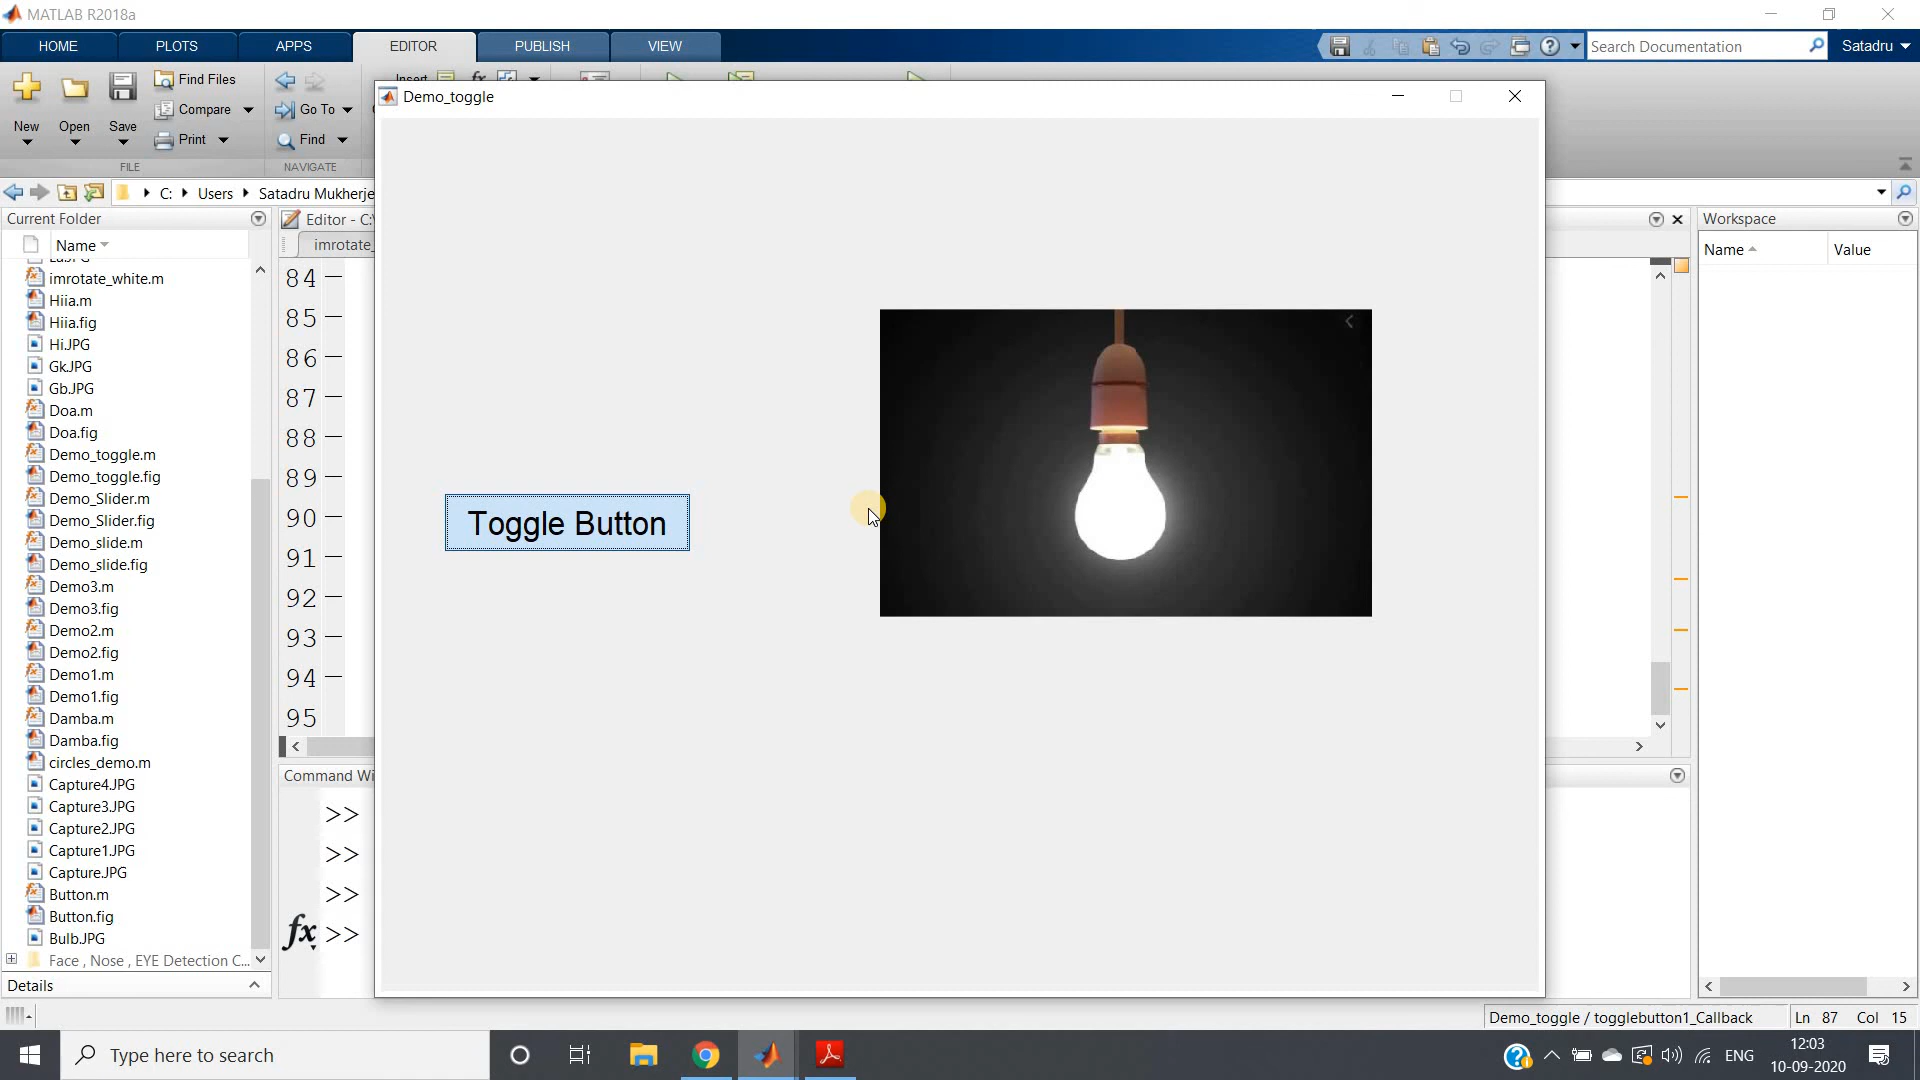 MATLAB R2018a
HOME PLOTS APPS EDITOR PUBLISH VIEW
Search Documentation
Satadru
New
Open
Save
Find Files
Compare
Print
FILE
Go To
Find
NAVIGATE
Insert
fx
C: Users Satadru Mukherje
Demo_toggle
Toggle Button
Current Folder
Name
imrotate_white.m
Hiia.m
Hiia.fig
Hi.JPG
Gk.JPG
Gb.JPG
Doa.m
Doa.fig
Demo_toggle.m
Demo_toggle.fig
Demo_Slider.m
Demo_Slider.fig
Demo_slide.m
Demo_slide.fig
Demo3.m
Demo3.fig
Demo2.m
Demo2.fig
Demo1.m
Demo1.fig
Damba.m
Damba.fig
circles_demo.m
Capture4.JPG
Capture3.JPG
Capture2.JPG
Capture1.JPG
Capture.JPG
Button.m
Button.fig
Bulb.JPG
Face , Nose , EYE Detection C...
Details
Editor - C:\
imrotate_
84
85
86
87
88
89
90
91
92
93
94
95
Command Wi
>>
>>
>>
fx >>
Workspace
Name Value
Demo_toggle / togglebutton1_Callback Ln 87 Col 15
Type here to search
ENG
12:03
10-09-2020